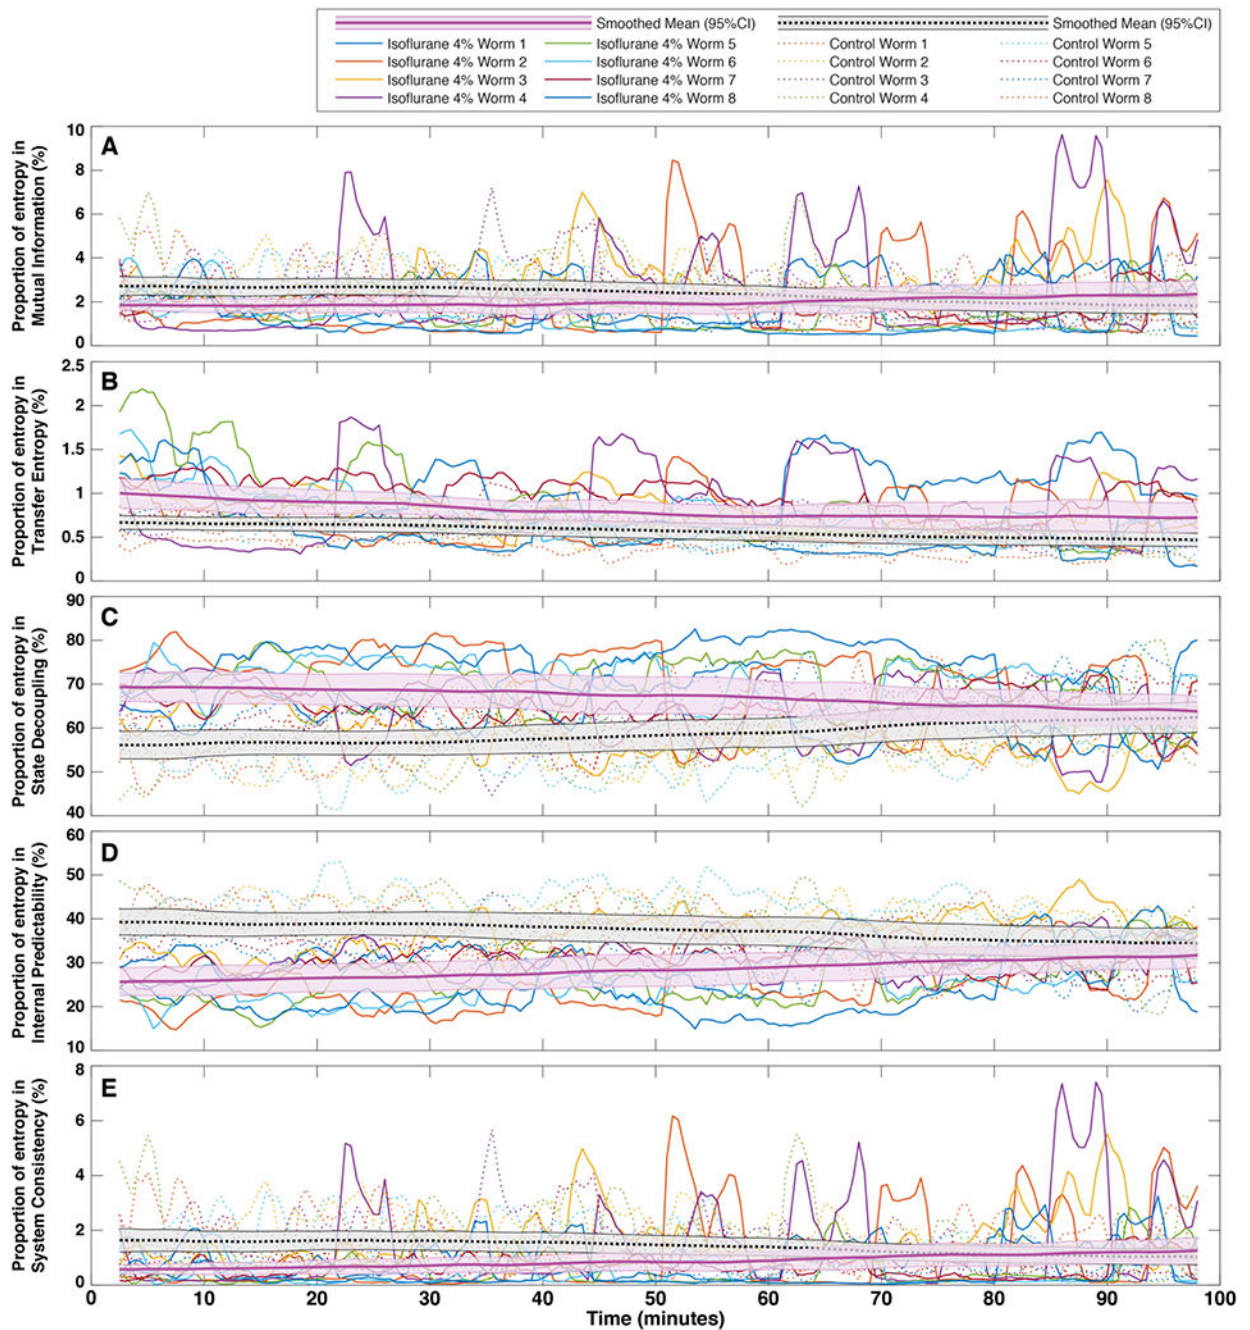 Smoothed Mean (95%CI) Smoothed Mean (95%CI)
Isoflurane 4% Worm 1 Isoflurane 4% Worm 5 Control Worm 1 Control Worm 5
Isoflurane 4% Worm 2 Isoflurane 4% Worm 6 Control Worm 2 Control Worm 6
Isoflurane 4% Worm 3 Isoflurane 4% Worm 7 Control Worm 3 Control Worm 7
Isoflurane 4% Worm 4 Isoflurane 4% Worm 8 Control Worm 4 Control Worm 8
A
Proportion of entropy in
Mutual Information (%)
10
8
6
4
2
0
B
Proportion of entropy in
Transfer Entropy (%)
2.5
2
1.5
1
0.5
0
C
Proportion of entropy in
State Decoupling (%)
90
80
70
60
50
40
D
Proportion of entropy in
Internal Predictability (%)
60
50
40
30
20
10
E
Proportion of entropy in
System Consistency (%)
8
6
4
2
0
0 10 20 30 40 50 60 70 80 90 100
Time (minutes)